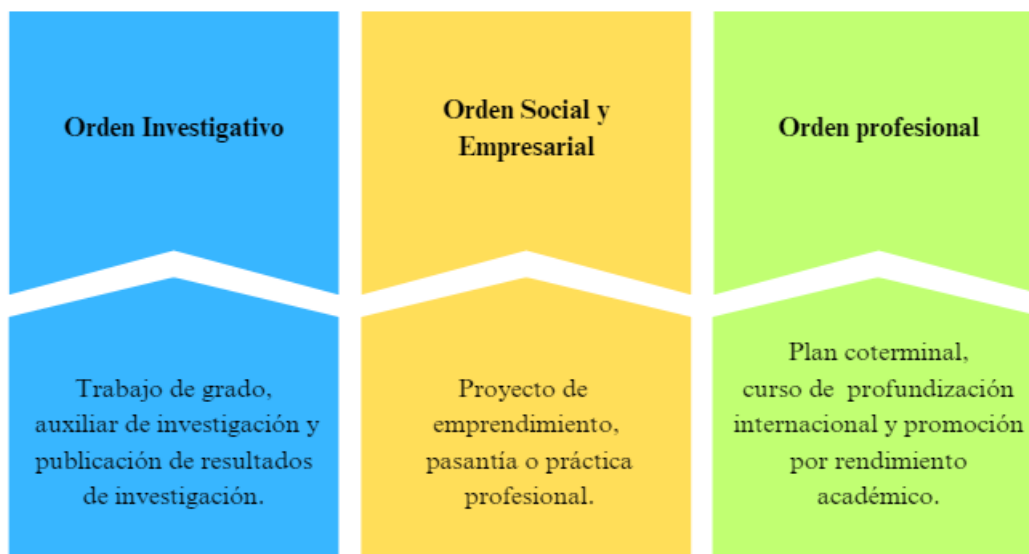 Orden Investigativo
Trabajo de grado,
auxiliar de investigación y
publicación de resultados
de investigación.
Orden Social y
Empresarial
Proyecto de
emprendimiento,
pasantía o práctica
profesional.
Orden profesional
Plan coterminal,
curso de profundización
internacional y promoción
por rendimiento
académico.